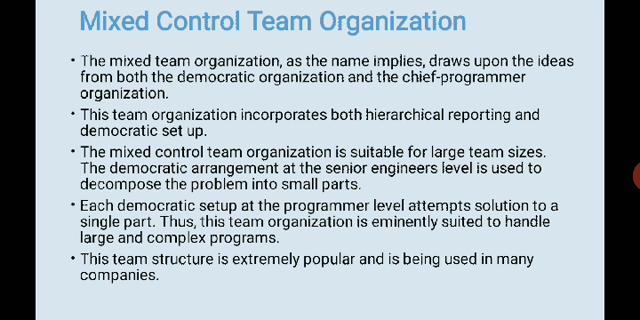 Mixed Control Team Organization
• The mixed team organization, as the name implies, draws upon the ideas
from both the democratic organization and the chief-programmer
organization.
• This team organization incorporates both hierarchical reporting and
democratic set up.
• The mixed control team organization is suitable for large team sizes.
The democratic arrangement at the senior engineers level is used to
decompose the problem into small parts.
• Each democratic setup at the programmer level attempts solution to a
single part. Thus, this team organization is eminently suited to handle
large and complex programs.
• This team structure is extremely popular and is being used in many
companies.